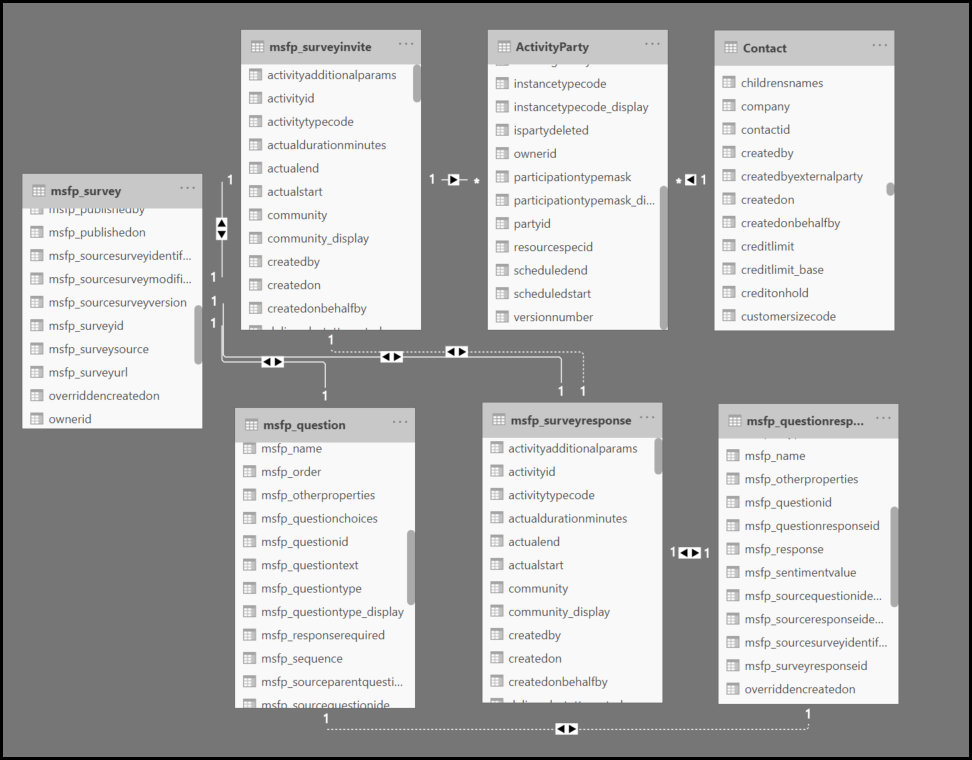 msfp_surveyinvite
activityadditionalparams
activityid
activitytypecode
actualdurationminutes
actualend
actualstart
community
community_display
createdby
createdon
createdonbehalfby
ActivityParty
instancetypecode
instancetypecode_display
ispartydeleted
ownerid
participationtypemask
participationtypemask_di...
partyid
resourcespecid
scheduledend
scheduledstart
versionnumber
Contact
childrensnames
company
contactid
createdby
createdbyexternalparty
createdon
createdonbehalfby
creditlimit
creditlimit_base
creditonhold
customersizecode
msfp_survey
msfp_publishedby
msfp_publishedon
msfp_sourcesurveyidentif...
msfp_sourcesurveymodifi...
msfp_sourcesurveyversion
msfp_surveyid
msfp_surveysource
msfp_surveyurl
overriddencreatedon
ownerid
1
1
1
1
1 *
* 1
1
1
1 1
msfp_question
msfp_name
msfp_order
msfp_otherproperties
msfp_questionchoices
msfp_questionid
msfp_questiontext
msfp_questiontype
msfp_questiontype_display
msfp_responserequired
msfp_sequence
msfp_sourceparentquesti...
msfp_sourcequestionide
msfp_surveyresponse
activityadditionalparams
activityid
activitytypecode
actualdurationminutes
actualend
actualstart
community
community_display
createdby
createdon
createdonbehalfby
1 1
msfp_questionresp...
msfp_name
msfp_otherproperties
msfp_questionid
msfp_questionresponseid
msfp_response
msfp_sentimentvalue
msfp_sourcequestionide...
msfp_sourceresponseide...
msfp_sourcesurveyidentif...
msfp_surveyresponseid
overriddencreatedon
1 1